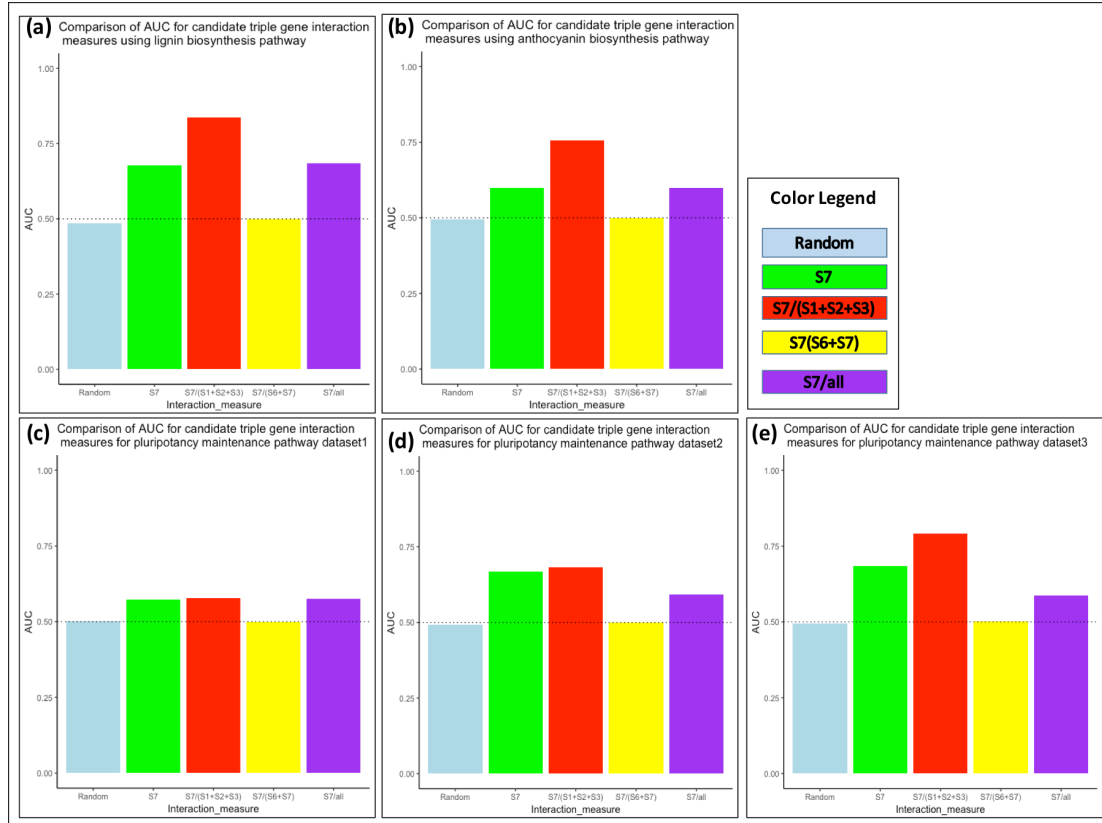 (a) Comparison of AUC for candidate triple gene interaction
measures using lignin biosynthesis pathway
1.00
0.75
0.50
0.25
0.00
AUC
Random S7 S7/(S1+S2+S3) S7/(S6+S7) S7/all
Interaction_measure
(b) Comparison of AUC for candidate triple gene interaction
measures using anthocyanin biosynthesis pathway
1.00
0.75
0.50
0.25
0.00
AUC
Random S7 S7/(S1+S2+S3) S7/(S6+S7) S7/all
Interaction_measure
Color Legend
Random
S7
S7/(S1+S2+S3)
S7(S6+S7)
S7/all
(c) Comparison of AUC for candidate triple gene interaction
measures for pluripotancy maintenance pathway dataset1
1.00
0.75
0.50
0.25
0.00
AUC
Random S7 S7/(S1+S2+S3) S7/(S6+S7) S7/all
Interaction_measure
(d) Comparison of AUC for candidate triple gene interaction
measures for pluripotancy maintenance pathway dataset2
1.00
0.75
0.50
0.25
0.00
AUC
Random S7 S7/(S1+S2+S3) S7/(S6+S7) S7/all
Interaction_measure
(e) Comparison of AUC for candidate triple gene interaction
measures for pluripotancy maintenance pathway dataset3
1.00
0.75
0.50
0.25
0.00
AUC
Random S7 S7/(S1+S2+S3) S7/(S6+S7) S7/all
Interaction_measure